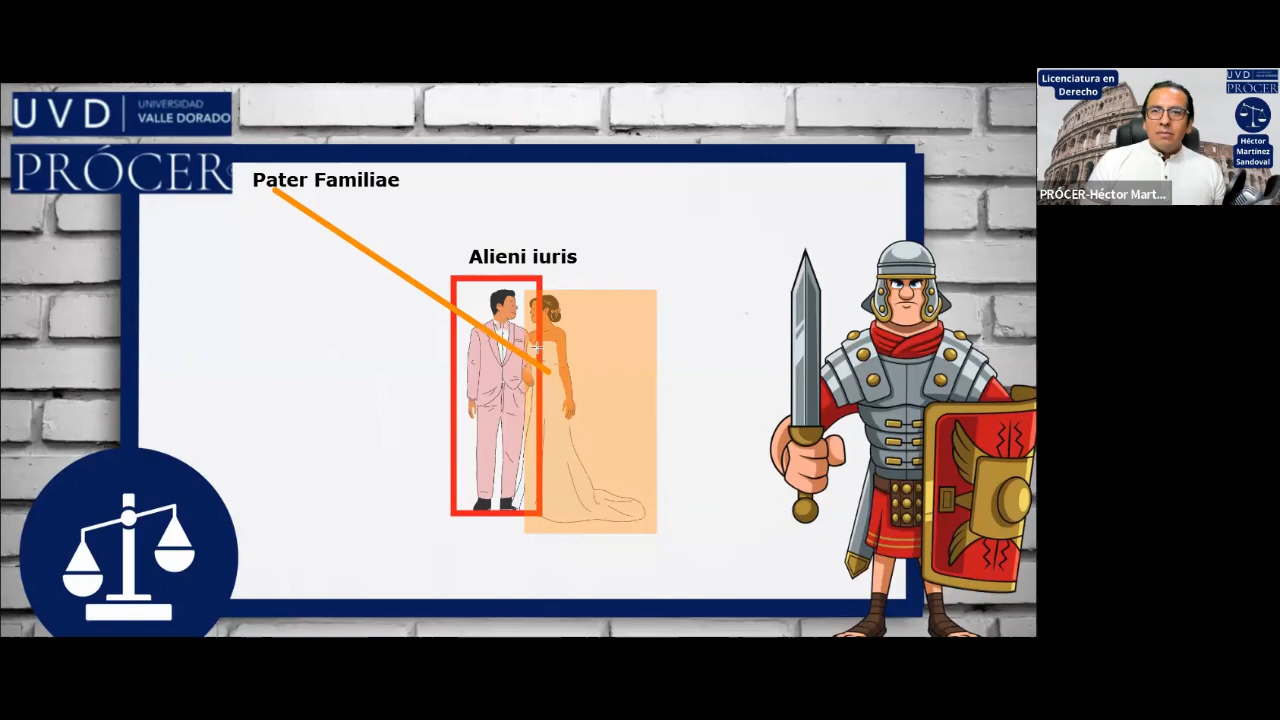 UVD UNIVERSIDAD
VALLE DORADO
PRÓCER
Pater Familiae
Alieni iuris
Licenciatura en
Derecho
UVD
PRÓCER
Héctor
Martínez
Sandoval
PRÓCER-Héctor Mart...